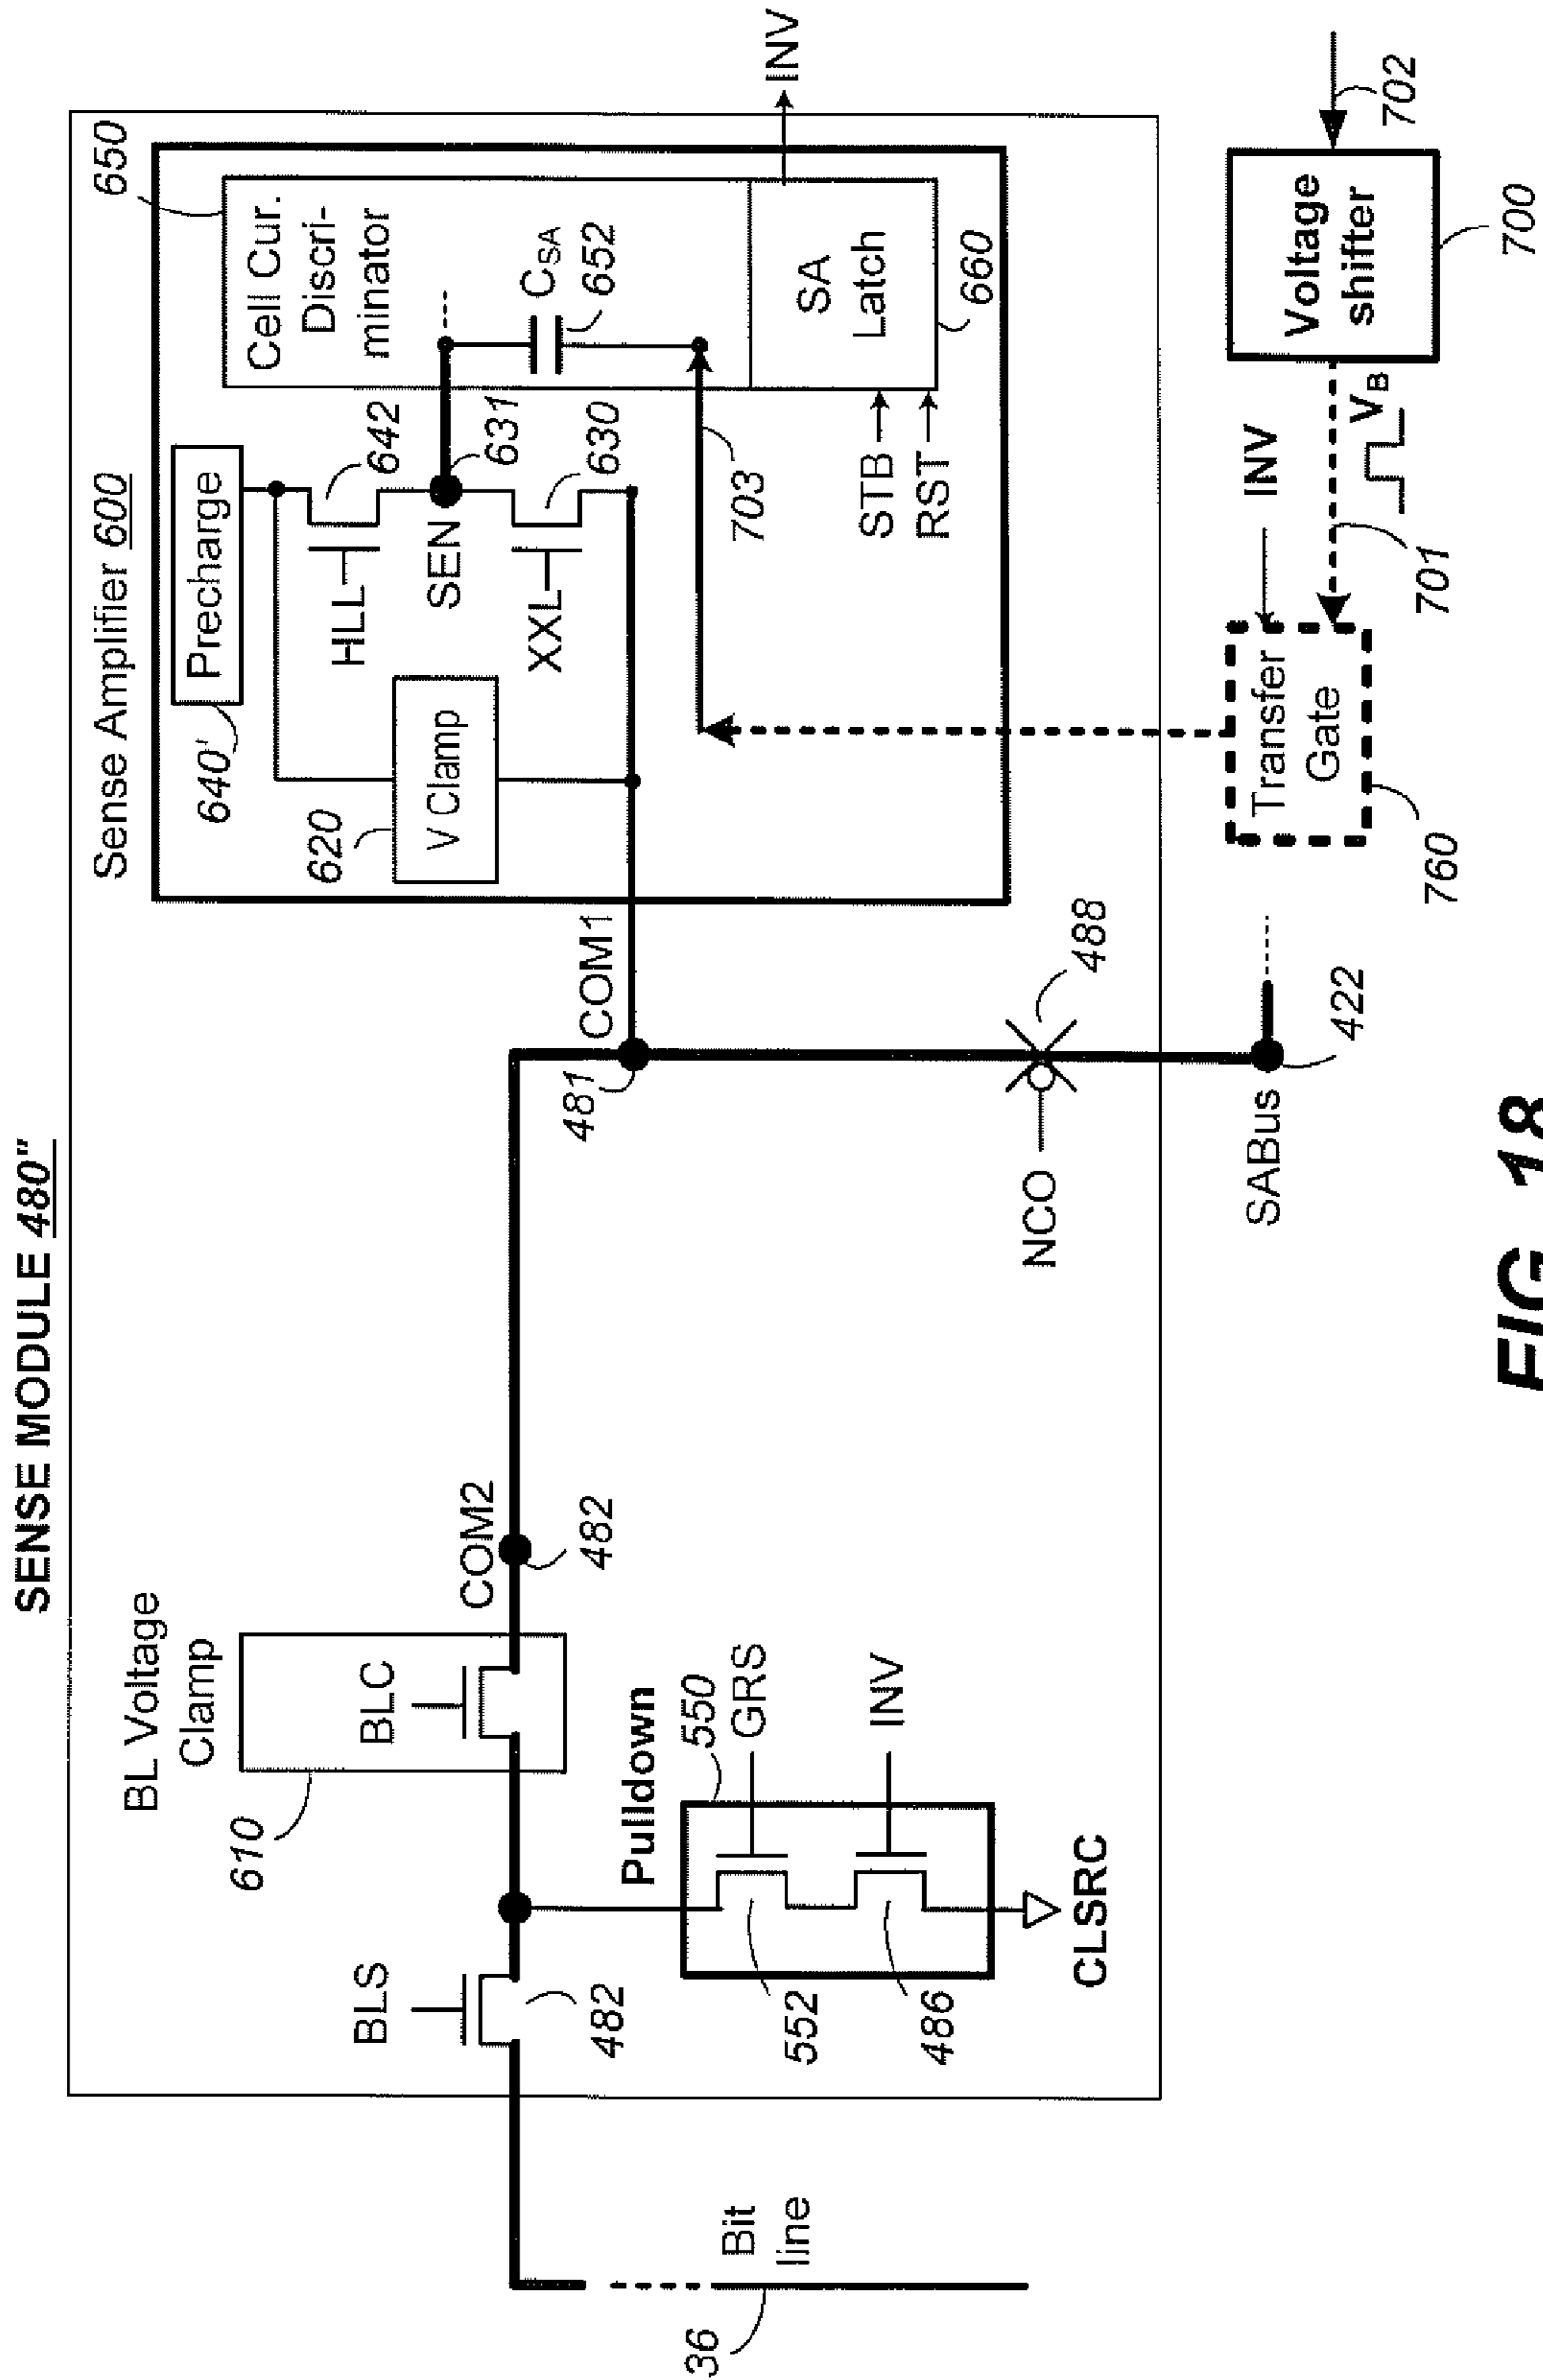 SENSE MODULE 480"
Sense Amplifier 600
650
Precharge
640'
Cell Cur.
Discri-
minator
HLL
642
SEN
631
CSA
652
XXL
630
V Clamp
620
703
SA
Latch
660
STB
RST
INV
BL Voltage
Clamp
610
BLC
BLS
482
COM2
482
COM1
481
Pulldown
550
GRS
INV
552
486
CLSRC
NCO
488
SABus
422
Bit
line
36
Transfer
Gate
760
INV
VB
701
Voltage
shifter
700
702
FIG. 18